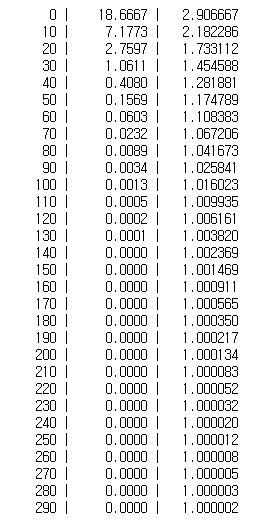 0 | 18.6667 | 2.906667
10 | 7.1773 | 2.182286
20 | 2.7597 | 1.733112
30 | 1.0611 | 1.454588
40 | 0.4080 | 1.281881
50 | 0.1569 | 1.174789
60 | 0.0603 | 1.108383
70 | 0.0232 | 1.067206
80 | 0.0089 | 1.041673
90 | 0.0034 | 1.025841
100 | 0.0013 | 1.016023
110 | 0.0005 | 1.009935
120 | 0.0002 | 1.006161
130 | 0.0001 | 1.003820
140 | 0.0000 | 1.002369
150 | 0.0000 | 1.001469
160 | 0.0000 | 1.000911
170 | 0.0000 | 1.000565
180 | 0.0000 | 1.000350
190 | 0.0000 | 1.000217
200 | 0.0000 | 1.000134
210 | 0.0000 | 1.000083
220 | 0.0000 | 1.000052
230 | 0.0000 | 1.000032
240 | 0.0000 | 1.000020
250 | 0.0000 | 1.000012
260 | 0.0000 | 1.000008
270 | 0.0000 | 1.000005
280 | 0.0000 | 1.000003
290 | 0.0000 | 1.000002